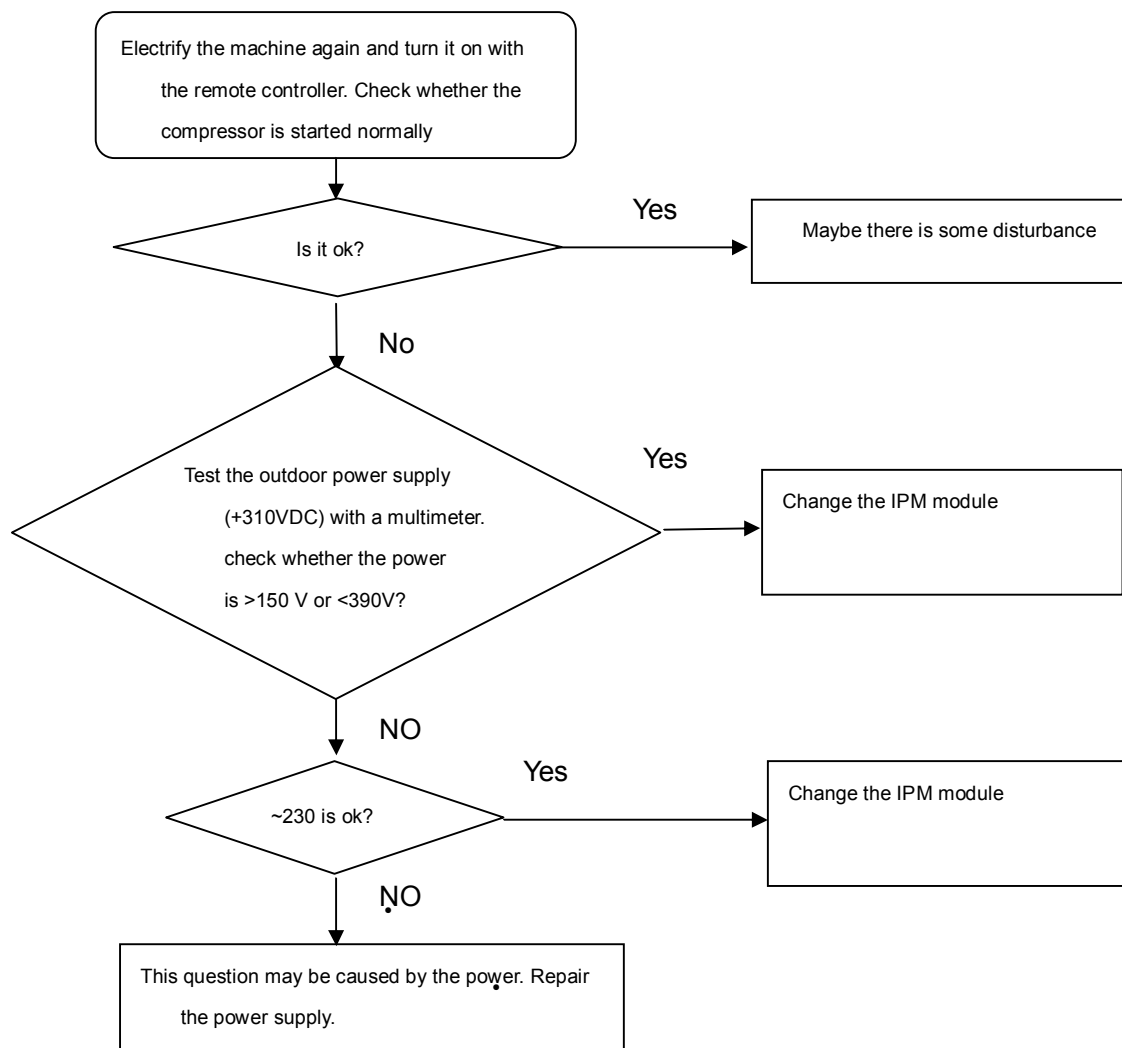 Electrify the machine again and turn it on with
the remote controller. Check whether the
compressor is started normally
Is it ok?
Yes
Maybe there is some disturbance
No
Test the outdoor power supply
(+310VDC) with a multimeter.
check whether the power
is >150 V or <390V?
Yes
Change the IPM module
NO
~230 is ok?
Yes
Change the IPM module
NO
This question may be caused by the power. Repair
the power supply.